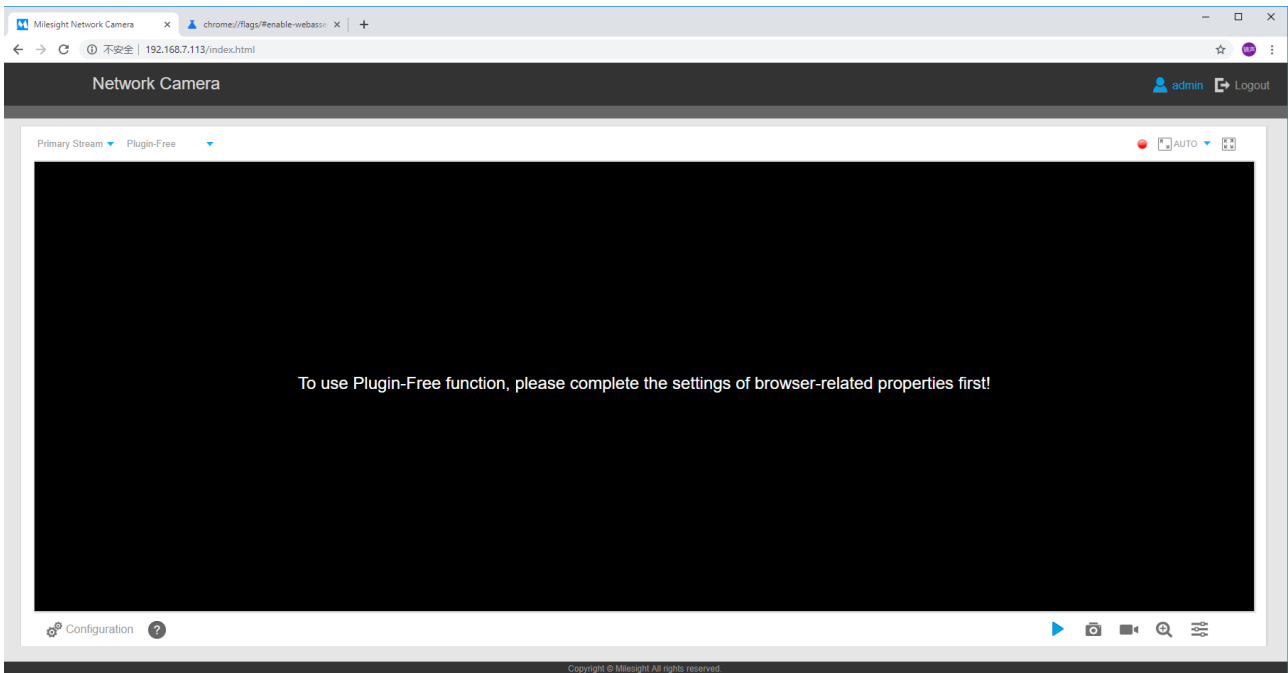 Milesight Network Camera
chrome://flags/#enable-webasse
不安全 | 192.168.7.113/index.html
Network Camera
admin
Logout
Primary Stream
Plugin-Free
AUTO
To use Plugin-Free function, please complete the settings of browser-related properties first!
Configuration
Copyright © Milesight All rights reserved.